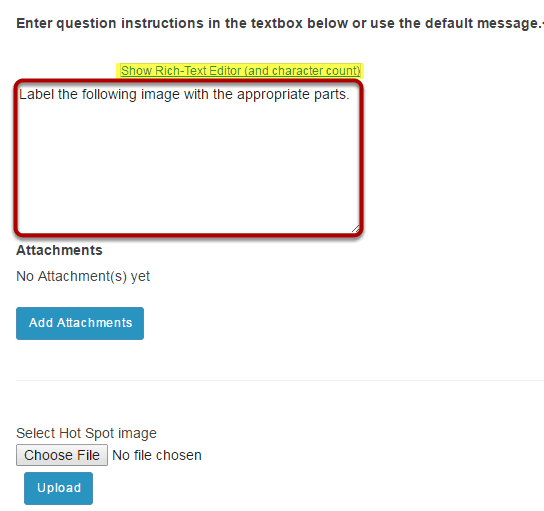 Enter question instructions in the textbox below or use the default message.
Show Rich-Text Editor (and character count)
Label the following image with the appropriate parts.
Attachments
No Attachment(s) yet
Add Attachments
Select Hot Spot image
Choose File No file chosen
Upload